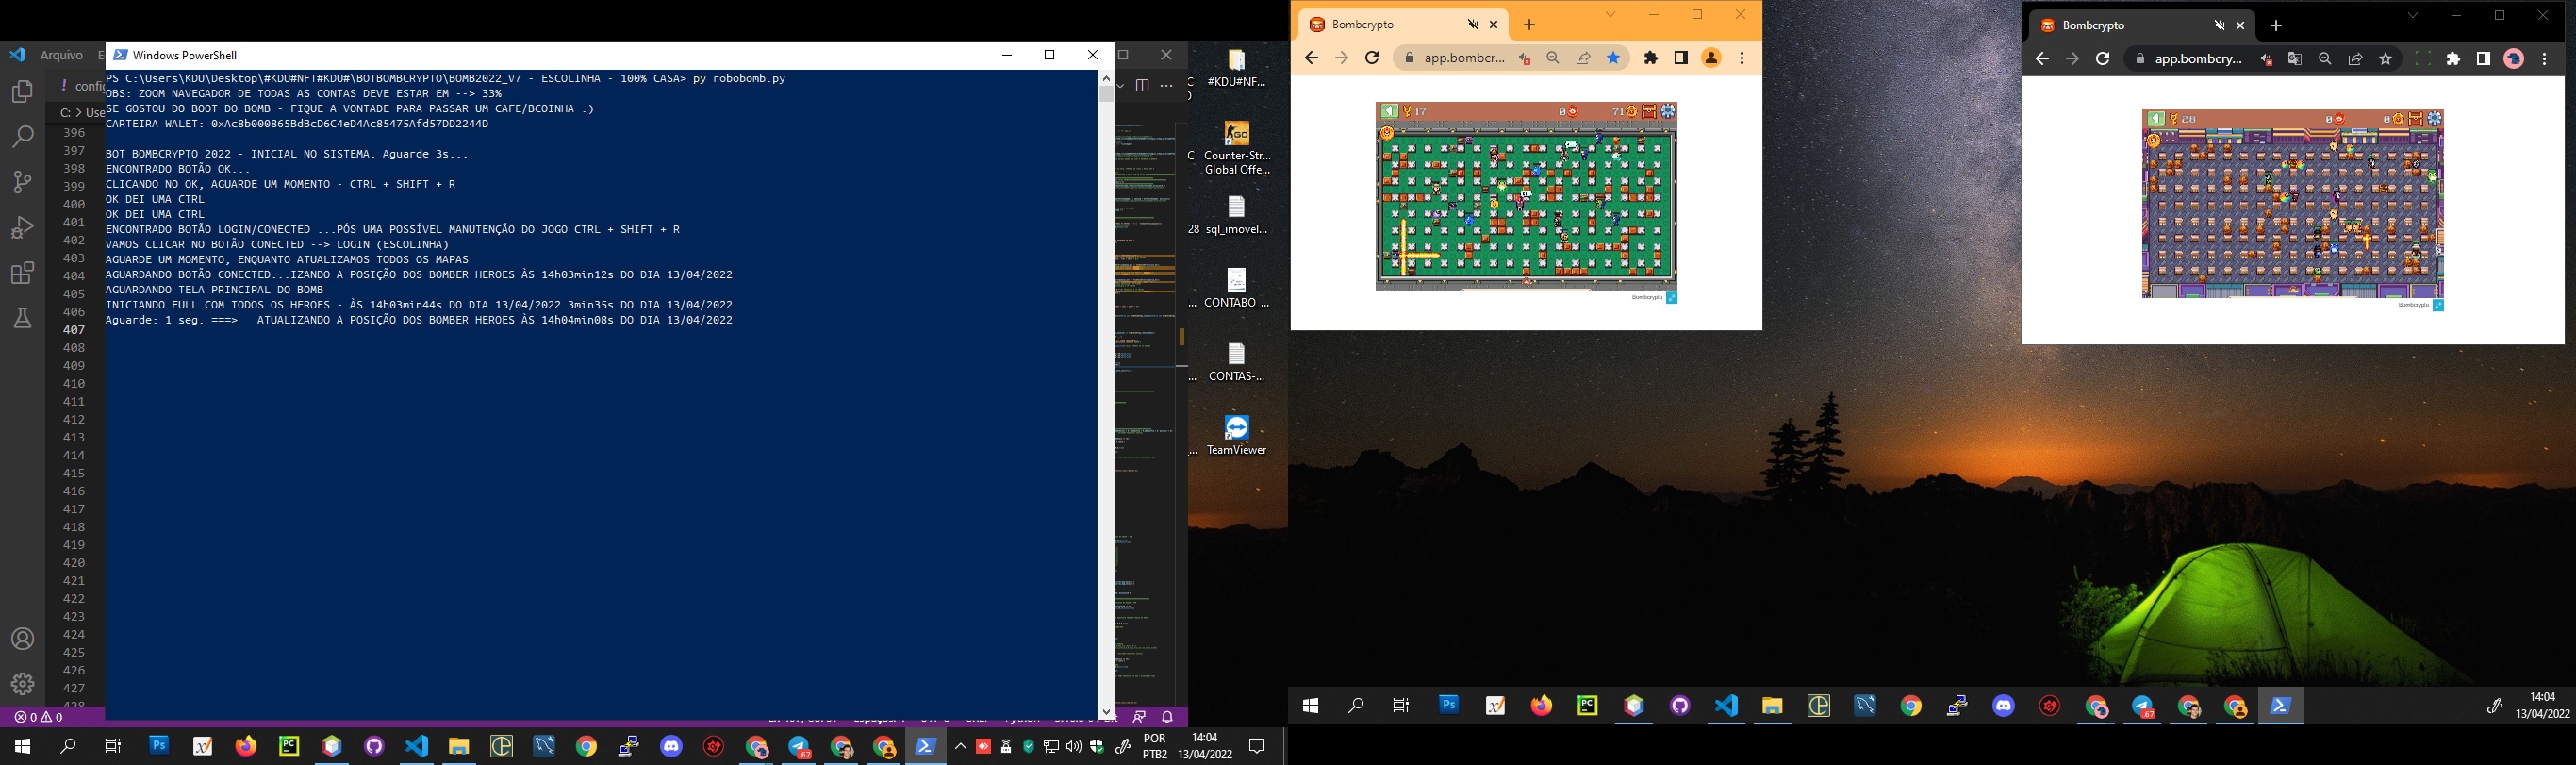 Arquivo
Windows PowerShell
PS C:\Users\KDU\Desktop\#KDU#NFT#KDU#\BOTBOMBCRYPTO\BOMB2022_V7 - ESCOLINHA - 100% CASA> py robobomb.py
OBS: ZOOM NAVEGADOR DE TODAS AS CONTAS DEVE ESTAR EM --> 33%
SE GOSTOU DO BOOT DO BOMB - FIQUE A VONTADE PARA PASSAR UM CAFE/BCOINHA :)
CARTEIRA WALET: 0xAc8b000865BdBcD6C4eD4Ac85475Afd57DD2244D
BOT BOMBCRYPTO 2022 - INICIAL NO SISTEMA. Aguarde 3s...
ENCONTRADO BOTÃO OK...
CLICANDO NO OK, AGUARDE UM MOMENTO - CTRL + SHIFT + R
OK DEI UMA CTRL
OK DEI UMA CTRL
ENCONTRADO BOTÃO LOGIN/CONECTED ...PÓS UMA POSSÍVEL MANUTENÇÃO DO JOGO CTRL + SHIFT + R
VAMOS CLICAR NO BOTÃO CONECTED --> LOGIN (ESCOLINHA)
AGUARDE UM MOMENTO, ENQUANTO ATUALIZAMOS TODOS OS MAPAS
AGUARDANDO BOTÃO CONECTED...IZANDO A POSIÇÃO DOS BOMBER HEROES ÀS 14h03min12s DO DIA 13/04/2022
AGUARDANDO TELA PRINCIPAL DO BOMB
INICIANDO FULL COM TODOS OS HEROES - ÀS 14h03min44s DO DIA 13/04/2022 3min35s DO DIA 13/04/2022
Aguarde: 1 seg. ===>   ATUALIZANDO A POSIÇÃO DOS BOMBER HEROES ÀS 14h04min08s DO DIA 13/04/2022
config
C: > Use
396
397
398
399
400
401
402
403
404
405
406
407
408
409
410
411
412
413
414
415
416
417
418
419
420
421
422
423
424
425
426
427
428
0 0
#KDU#NF...
Counter-Str...
Global Offe...
28 sql_imovel...
CONTABO_...
CONTAS-...
TeamViewer
Bombcrypto
app.bombcr...
17
0
71
Bombcrypto
Bombcrypto
app.bombcry...
28
0
0
Bombcrypto
POR
PTB2
14:04
13/04/2022
14:04
13/04/2022